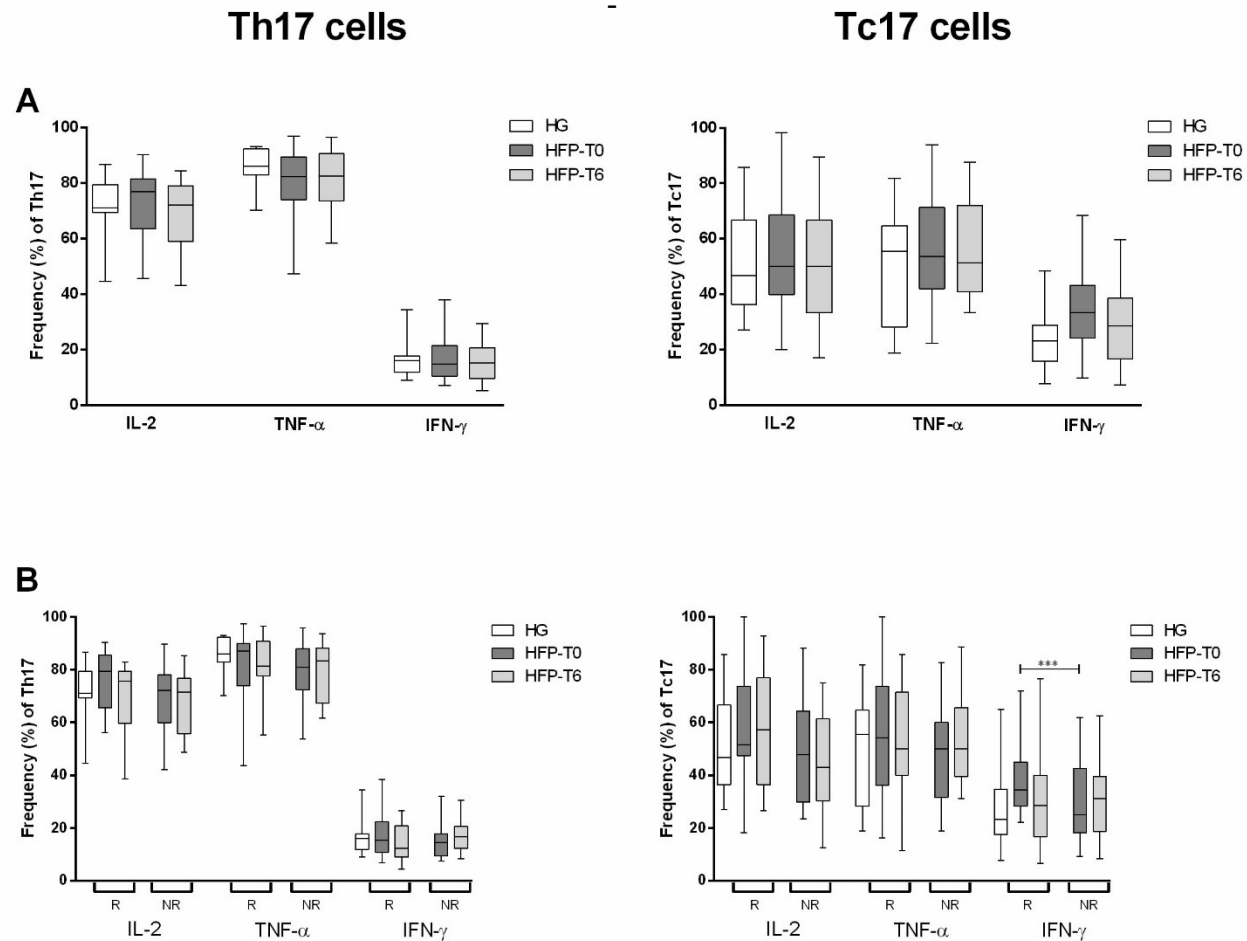 Th17 cells
Tc17 cells
A
Frequency (%) of Th17
100
80
60
40
20
0
IL-2 TNF-α IFN-γ
HG
HFP-T0
HFP-T6
Frequency (%) of Tc17
100
80
60
40
20
0
IL-2 TNF-α IFN-γ
HG
HFP-T0
HFP-T6
B
Frequency (%) of Th17
100
80
60
40
20
0
R NR R NR R NR
IL-2 TNF-α IFN-γ
HG
HFP-T0
HFP-T6
Frequency (%) of Tc17
100
80
60
40
20
0
***
R NR R NR R NR
IL-2 TNF-α IFN-γ
HG
HFP-T0
HFP-T6